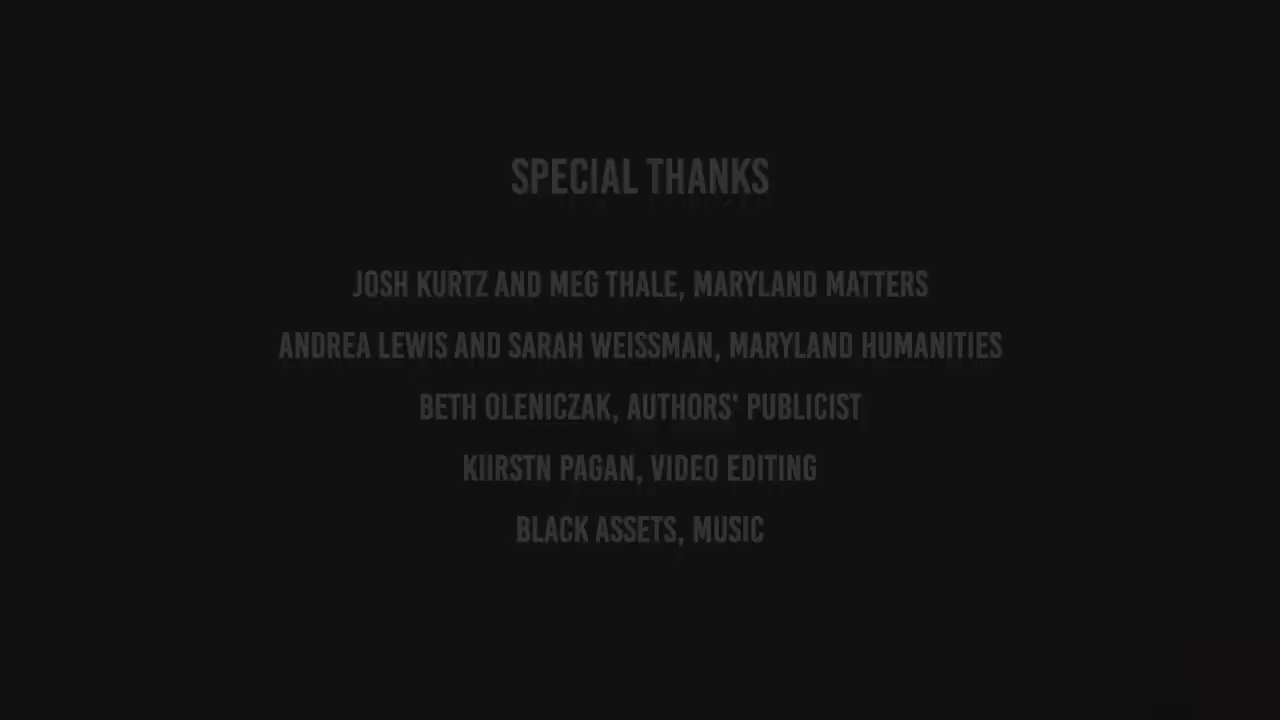 SPECIAL THANKS
JOSH KURTZ AND MEG THALE, MARYLAND MATTERS
ANDREA LEWIS AND SARAH WEISSMAN, MARYLAND HUMANITIES
BETH OLENICZAK, AUTHORS' PUBLICIST
KIIRSTN PAGAN, VIDEO EDITING
BLACK ASSETS, MUSIC